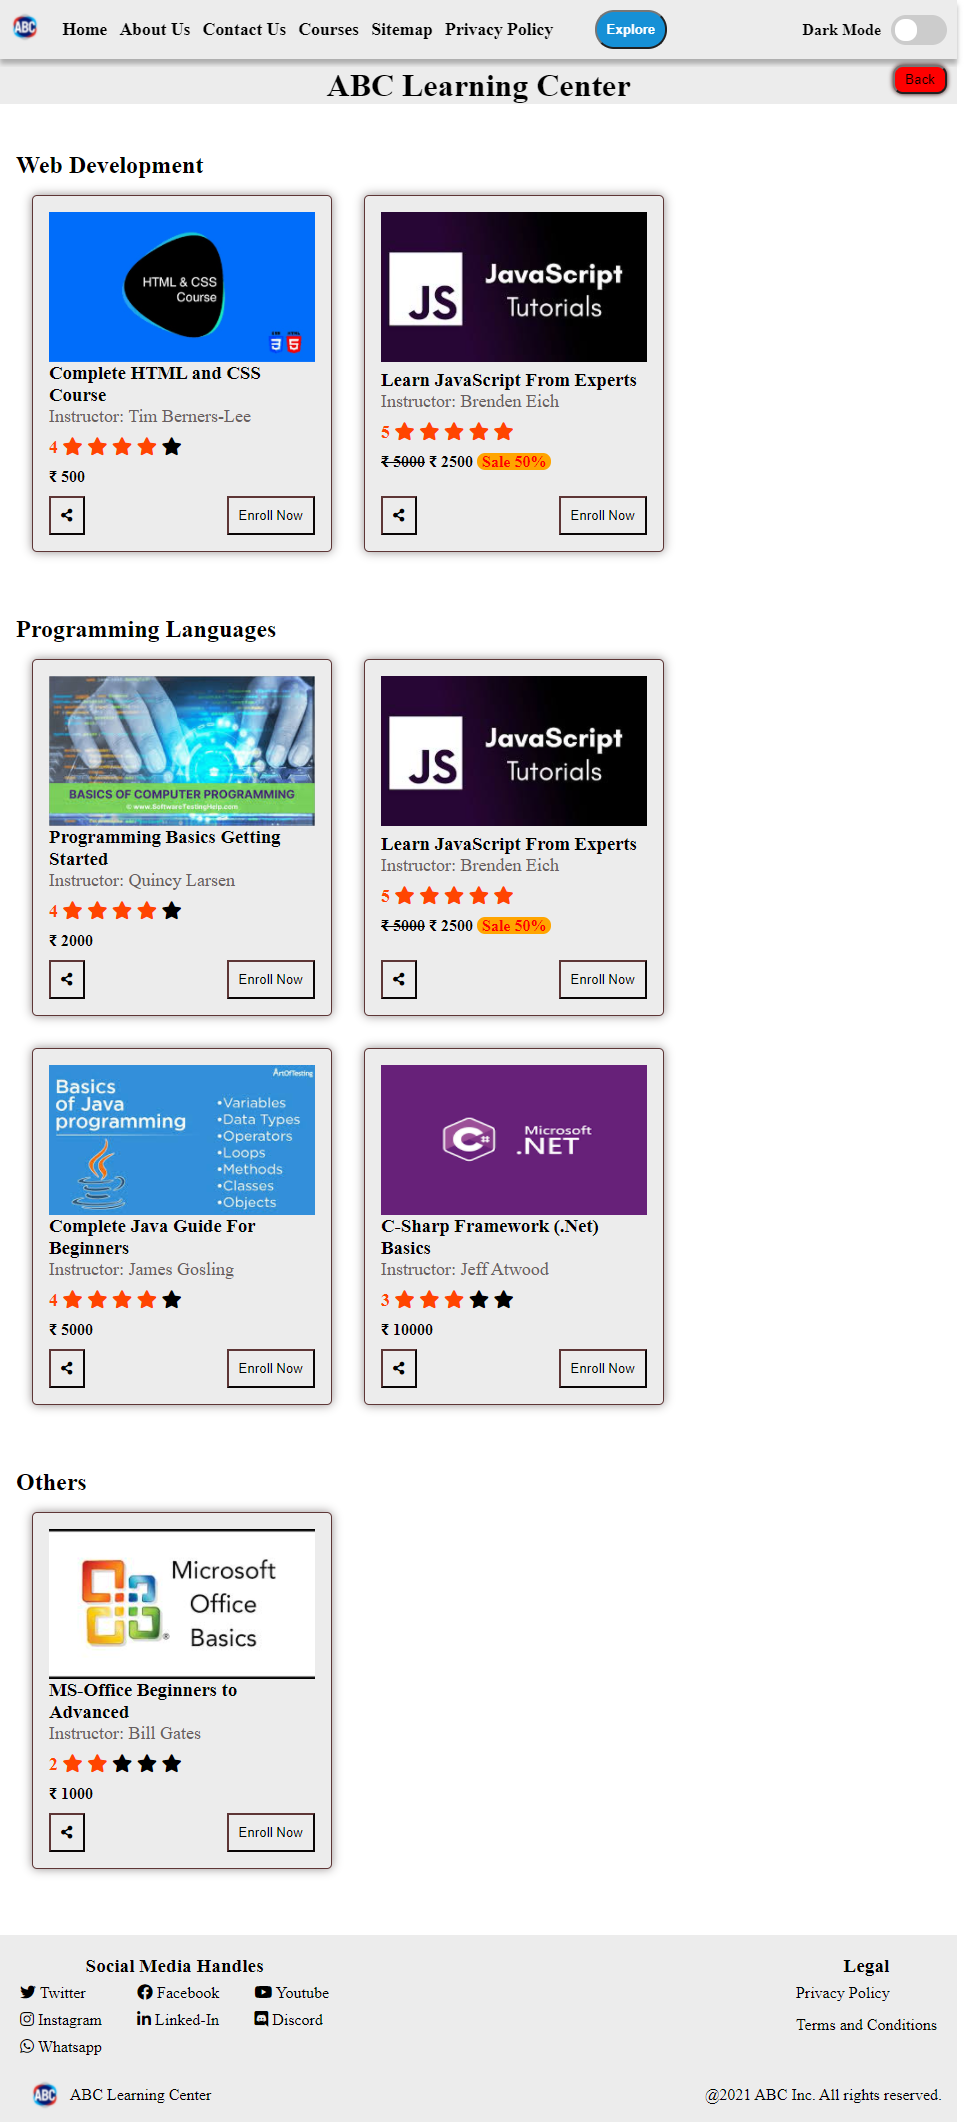 ABC Home About Us Contact Us Courses Sitemap Privacy Policy Explore Dark Mode
ABC Learning Center Back
Web Development
HTML & CSS
Course
Complete HTML and CSS
Course
Instructor: Tim Berners-Lee
4
₹ 500
Enroll Now
JS JavaScript
Tutorials
Learn JavaScript From Experts
Instructor: Brenden Eich
5
₹ 5000 ₹ 2500 Sale 50%
Enroll Now
Programming Languages
BASICS OF COMPUTER PROGRAMMING
© www.SoftwareTestingHelp.com
Programming Basics Getting
Started
Instructor: Quincy Larsen
4
₹ 2000
Enroll Now
JS JavaScript
Tutorials
Learn JavaScript From Experts
Instructor: Brenden Eich
5
₹ 5000 ₹ 2500 Sale 50%
Enroll Now
ArtOfTesting
Basics
of Java
programming
•Variables
•Data Types
•Operators
•Loops
•Methods
•Classes
•Objects
Complete Java Guide For
Beginners
Instructor: James Gosling
4
₹ 5000
Enroll Now
C# Microsoft
.NET
C-Sharp Framework (.Net)
Basics
Instructor: Jeff Atwood
3
₹ 10000
Enroll Now
Others
Microsoft
Office
Basics
MS-Office Beginners to
Advanced
Instructor: Bill Gates
2
₹ 1000
Enroll Now
Social Media Handles
Twitter Facebook Youtube
Instagram Linked-In Discord
Whatsapp
Legal
Privacy Policy
Terms and Conditions
ABC ABC Learning Center
@2021 ABC Inc. All rights reserved.